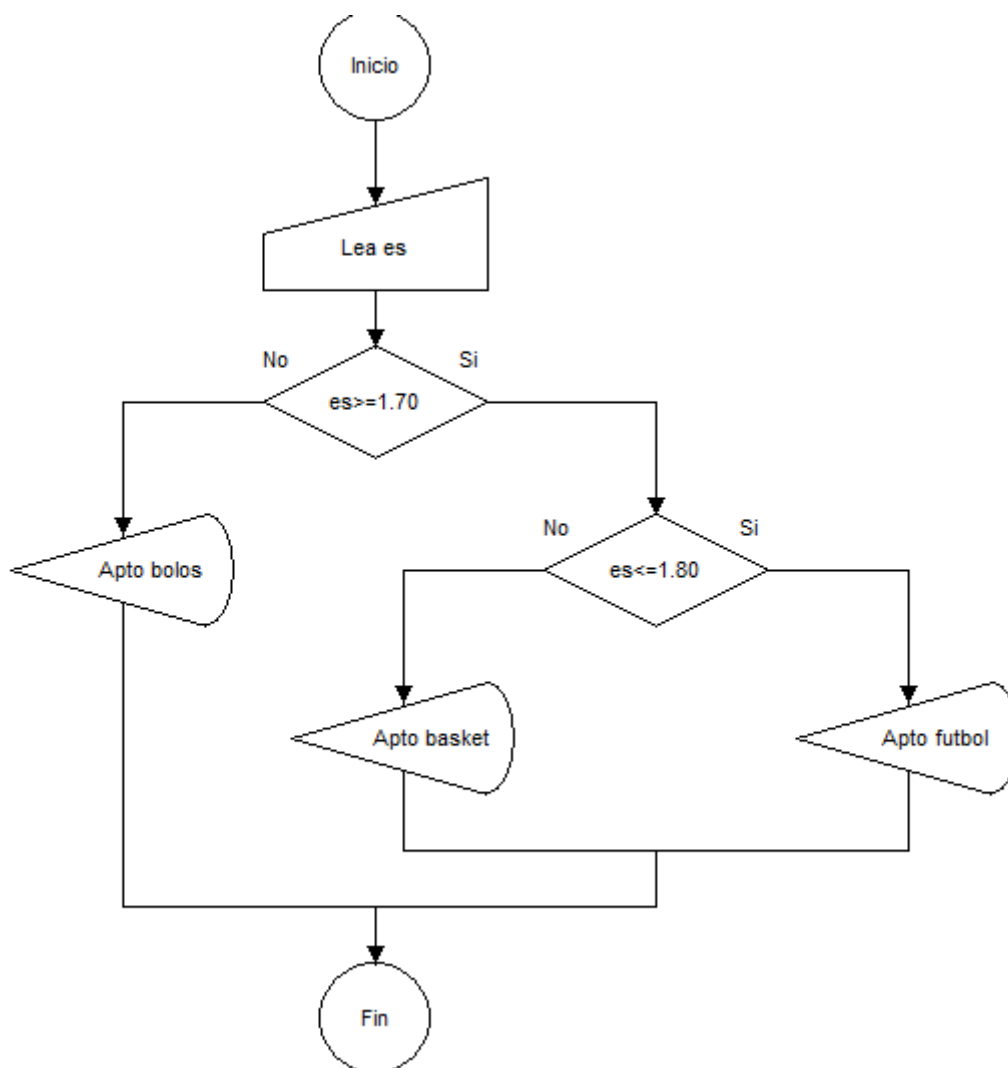 Inicio
Lea es
No
Si
es>=1.70
No
Si
Apto bolos
es<=1.80
Apto basket
Apto futbol
Fin